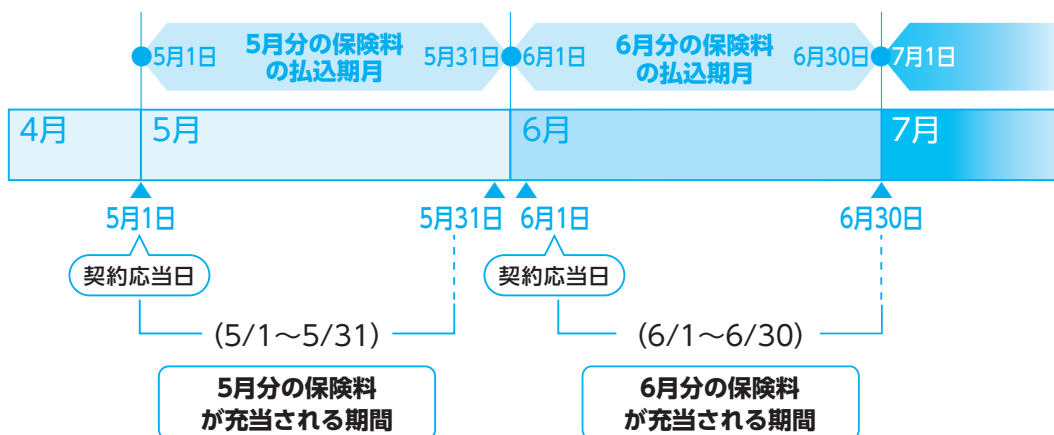 5月1日
5月分の保険料
の払込期月
5月31日
6月1日
6月分の保険料
の払込期月
6月30日
7月1日
4月
5月
6月
7月
5月1日
5月31日
6月1日
6月30日
契約応当日
契約応当日
(5/1～5/31)
(6/1～6/30)
5月分の保険料
が充当される期間
6月分の保険料
が充当される期間